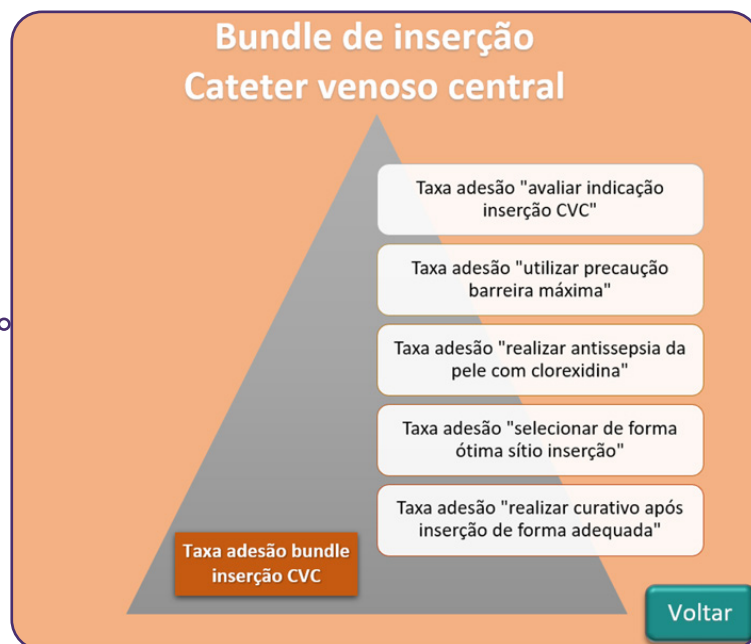 Bundle de inserção
Cateter venoso central
Taxa adesão "avaliar indicação
inserção CVC"
Taxa adesão "utilizar precaução
barreira máxima"
Taxa adesão "realizar antissepsia da
pele com clorexidina"
Taxa adesão "selecionar de forma
ótima sítio inserção"
Taxa adesão "realizar curativo após
inserção de forma adequada"
Taxa adesão bundle
inserção CVC
Voltar